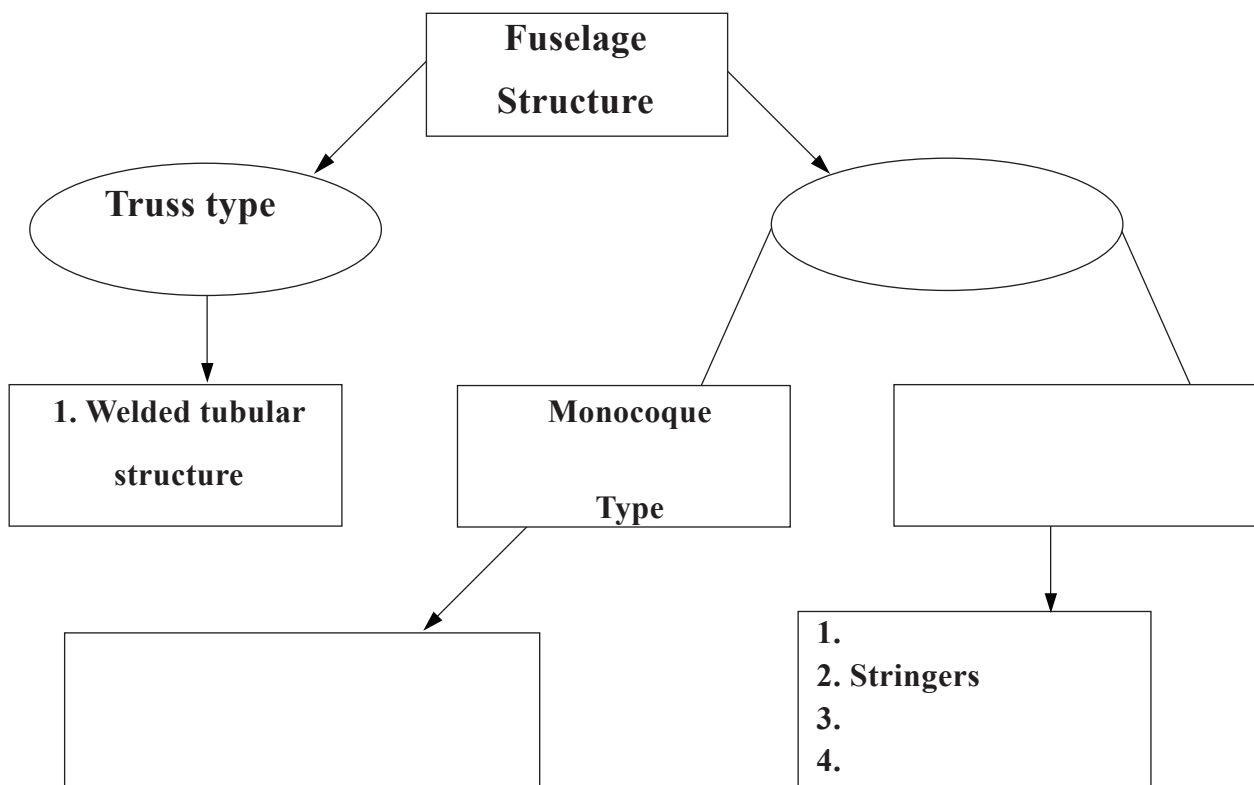 Fuselage
Structure
Truss type
1. Welded tubular
structure
Monocoque
Type
1.
2. Stringers
3.
4.